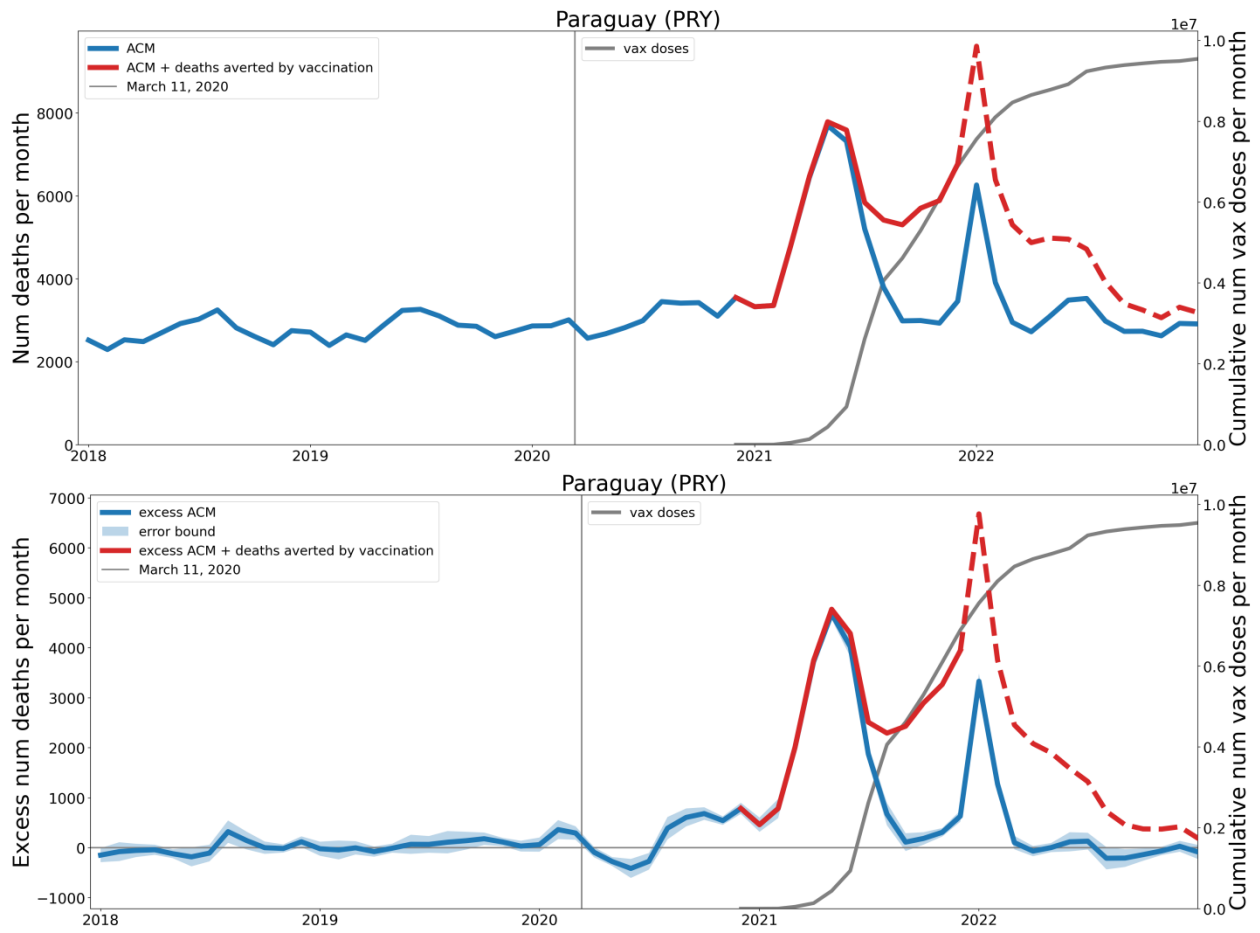 Paraguay (PRY)
1e7
ACM
ACM + deaths averted by vaccination
March 11, 2020
vax doses
Num deaths per month
8000
6000
4000
2000
0
Cumulative num vax doses per month
1.0
0.8
0.6
0.4
0.2
0.0
2018
2019
2020
2021
2022
Paraguay (PRY)
1e7
excess ACM
error bound
excess ACM + deaths averted by vaccination
March 11, 2020
vax doses
Excess num deaths per month
7000
6000
5000
4000
3000
2000
1000
0
−1000
Cumulative num vax doses per month
1.0
0.8
0.6
0.4
0.2
0.0
2018
2019
2020
2021
2022